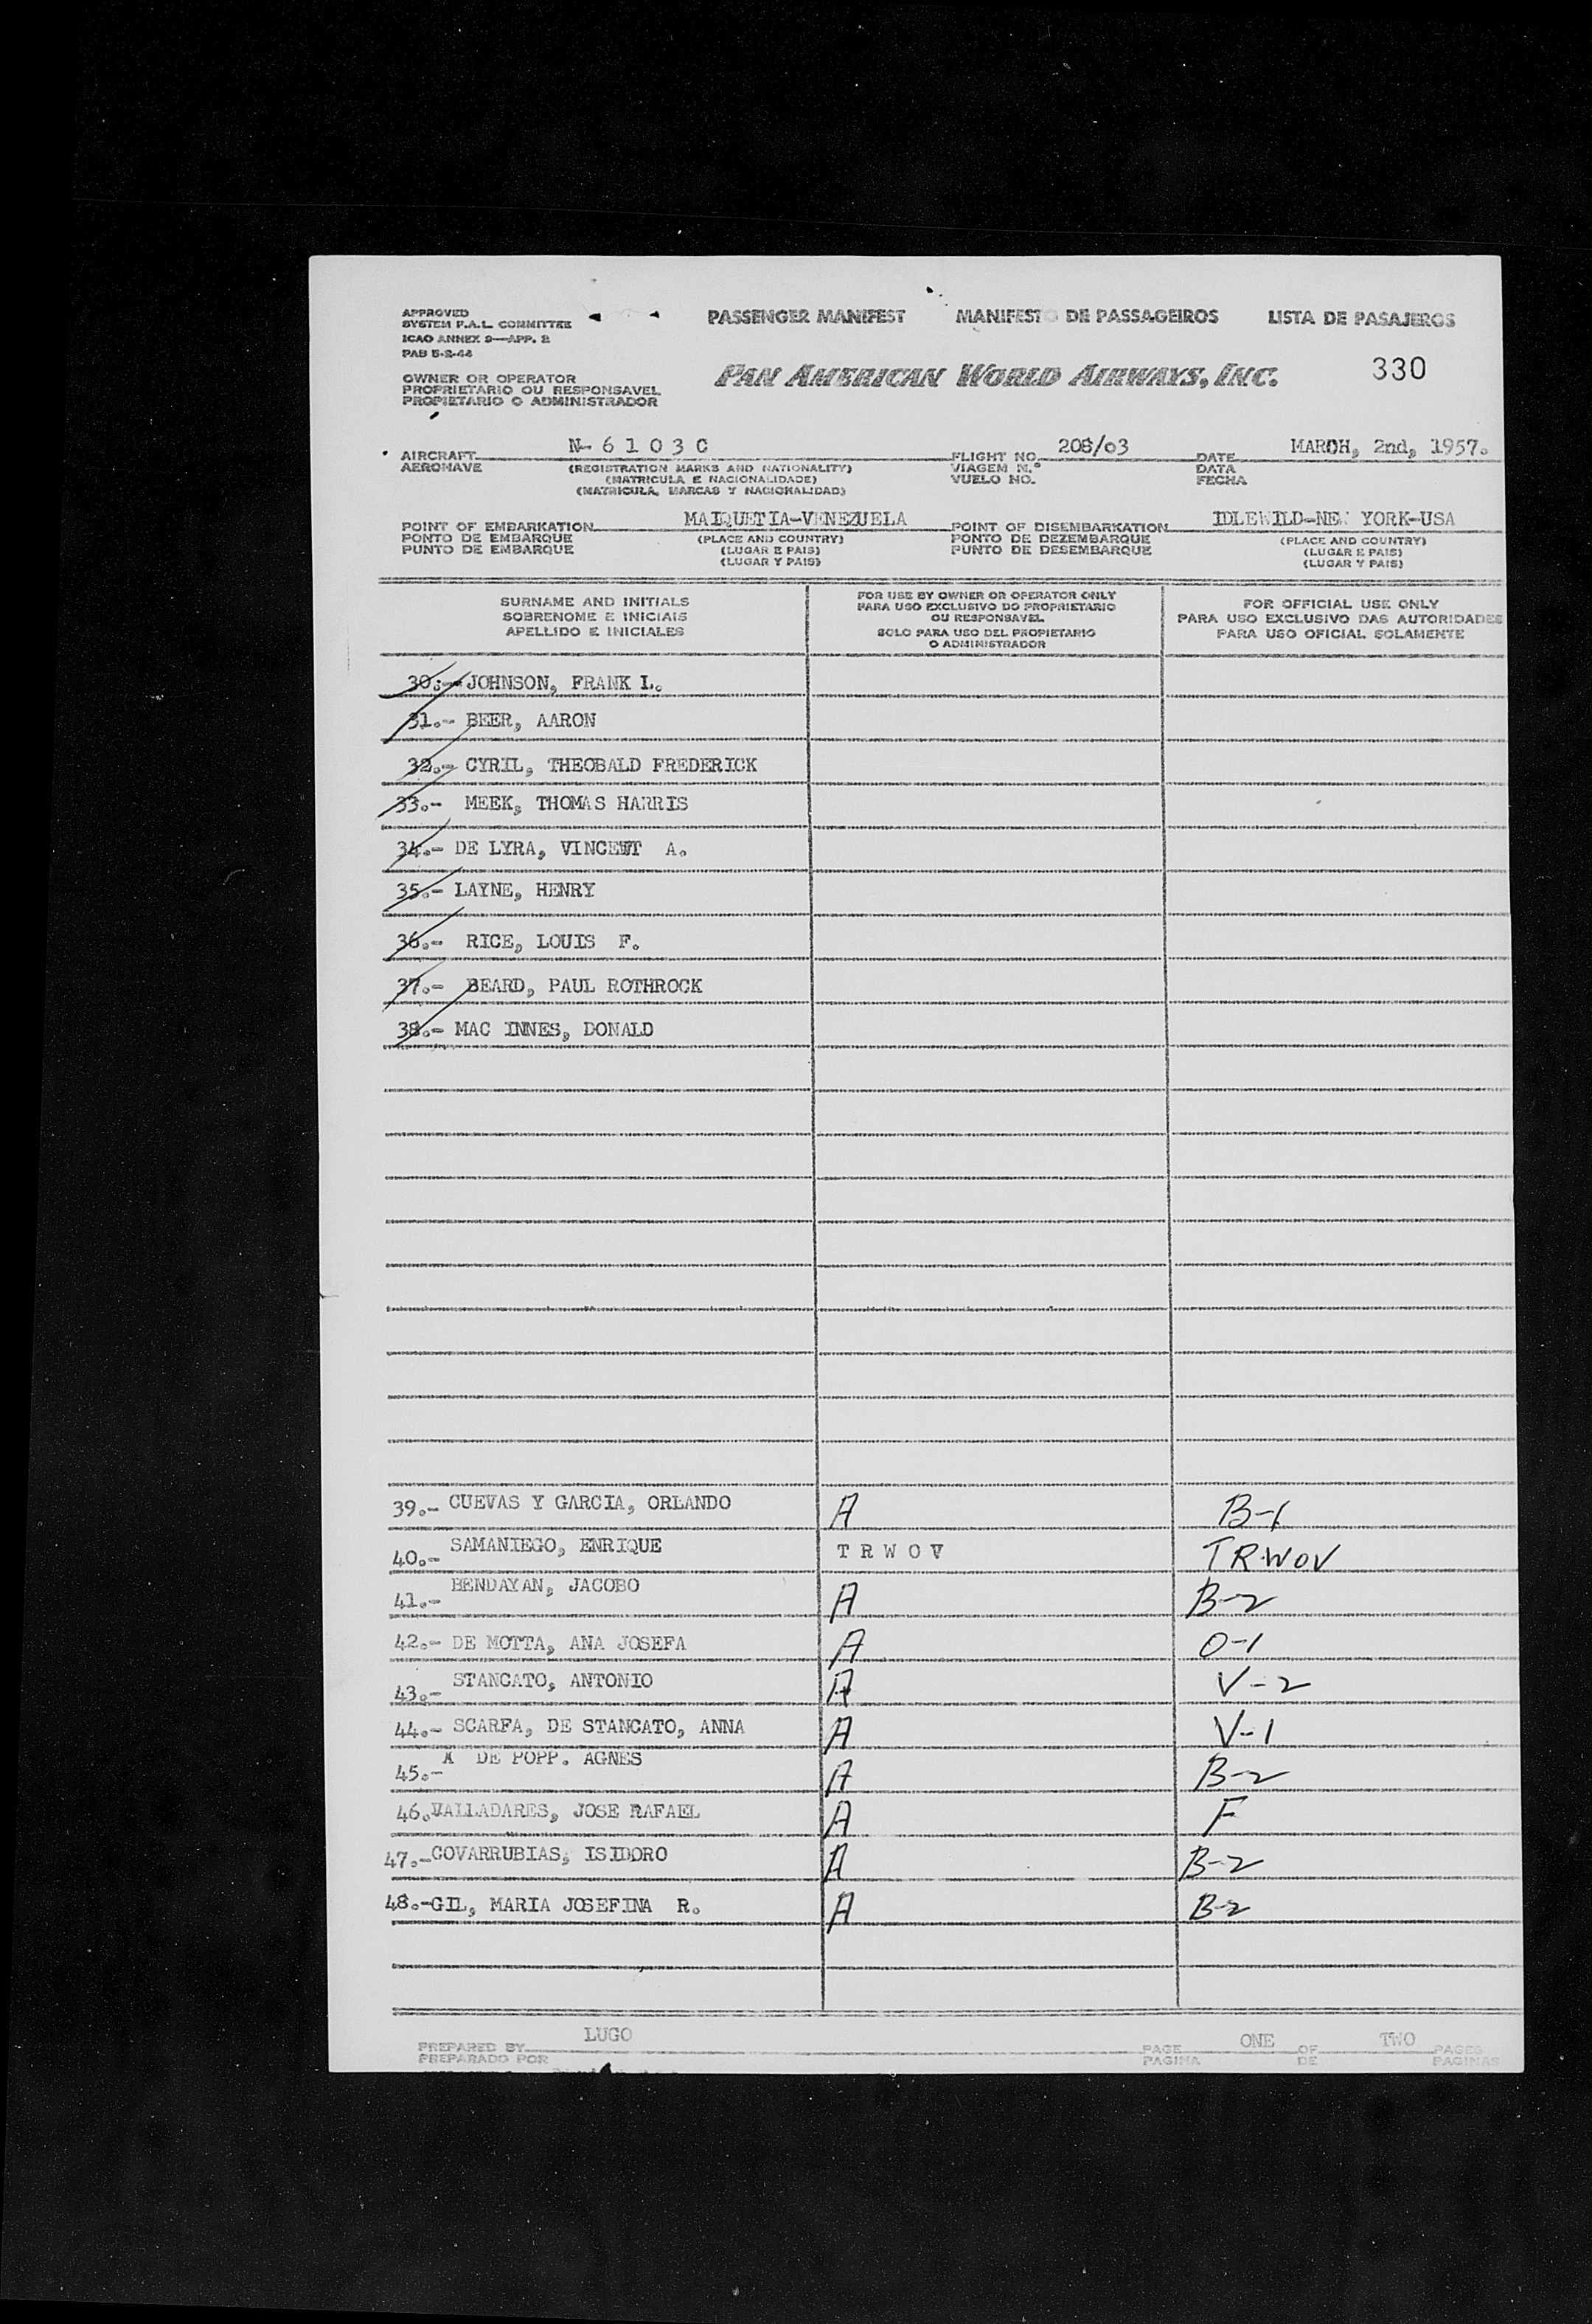 APPROVED
SYSTEM P.A.L. COMMITTEE
ICAO ANNEX 9—APP. 2
PAB 5-2-44
PASSENGER MANIFEST MANIFESTO DE PASSAGEIROS LISTA DE PASAJEROS
OWNER OR OPERATOR
PROPRIETARIO OU RESPONSAVEL
PROPIETARIO O ADMINISTRADOR
PAN AMERICAN WORLD AIRWAYS, INC. 330
AIRCRAFT N- 6 1 0 3 C FLIGHT NO. 208/03 DATE MARCH, 2nd, 1957.
AERONAVE (REGISTRATION MARKS AND NATIONALITY) VIAGEM N.º DATA
(MATRICULA E NACIONALIDADE) VUELO NO. FECHA
(MATRICULA, MARCAS Y NACIONALIDAD)
POINT OF EMBARKATION MAIQUETIA-VENEZUELA POINT OF DISEMBARKATION IDLEWILD-NEW YORK-USA
PONTO DE EMBARQUE (PLACE AND COUNTRY) PONTO DE DEZEMBARQUE (PLACE AND COUNTRY)
PUNTO DE EMBARQUE (LUGAR E PAIS) PUNTO DE DESEMBARQUE (LUGAR E PAIS)
(LUGAR Y PAIS) (LUGAR Y PAIS)
SURNAME AND INITIALS
SOBRENOME E INICIAIS
APELLIDO E INICIALES
FOR USE BY OWNER OR OPERATOR ONLY
PARA USO EXCLUSIVO DO PROPRIETARIO
OU RESPONSAVEL
SOLO PARA USO DEL PROPIETARIO
O ADMINISTRADOR
FOR OFFICIAL USE ONLY
PARA USO EXCLUSIVO DAS AUTORIDADES
PARA USO OFICIAL SOLAMENTE
30.- JOHNSON, FRANK I.
31.- BEER, AARON
32.- CYRIL, THEOBALD FREDERICK
33.- MEEK, THOMAS HARRIS
34.- DE LYRA, VINCENT A.
35.- LAYNE, HENRY
36.- RICE, LOUIS F.
37.- BEARD, PAUL ROTHROCK
38.- MAC INNES, DONALD
39.- CUEVAS Y GARCIA, ORLANDO A B-1
40.- SAMANIEGO, ENRIQUE T R W O V TRWOV
41.- BENDAYAN, JACOBO A B-2
42.- DE MOTTA, ANA JOSEFA A O-1
43.- STANCATO, ANTONIO A V-2
44.- SCARFA, DE STANCATO, ANNA A V-1
45.- DE POPP. AGNES A B-2
46. VALLADARES, JOSE RAFAEL A F
47.- COVARRUBIAS, ISIDORO A B-2
48.- GIL, MARIA JOSEFINA R. A B-2
PREPARED BY LUGO PAGE ONE OF TWO PAGES
PREPARADO POR PAGINA DE PAGINAS